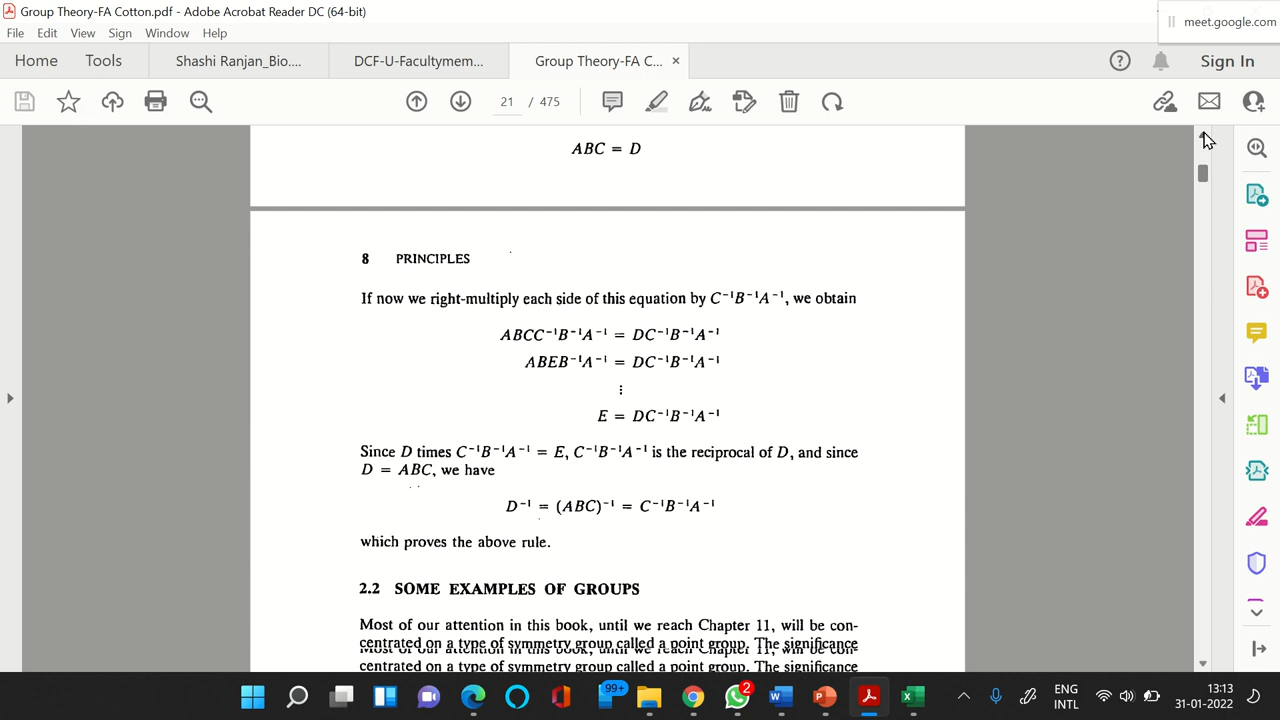 Group Theory-FA Cotton.pdf - Adobe Acrobat Reader DC (64-bit)
meet.google.com
File Edit View Sign Window Help
Home Tools Shashi Ranjan_Bio.... DCF-U-Facultymem... Group Theory-FA C... × Sign In
21 / 475
ABC = D
8 PRINCIPLES
If now we right-multiply each side of this equation by C⁻¹B⁻¹A⁻¹, we obtain
ABCC⁻¹B⁻¹A⁻¹ = DC⁻¹B⁻¹A⁻¹
ABEB⁻¹A⁻¹ = DC⁻¹B⁻¹A⁻¹
⋮
E = DC⁻¹B⁻¹A⁻¹
Since D times C⁻¹B⁻¹A⁻¹ = E, C⁻¹B⁻¹A⁻¹ is the reciprocal of D, and since
D = ABC, we have
D⁻¹ = (ABC)⁻¹ = C⁻¹B⁻¹A⁻¹
which proves the above rule.
2.2 SOME EXAMPLES OF GROUPS
Most of our attention in this book, until we reach Chapter 11, will be con-
centrated on a type of symmetry group called a point group. The significance
centrated on a type of symmetry group called a point group. The significance
99+ 2 ENG 13:13
INTL 31-01-2022